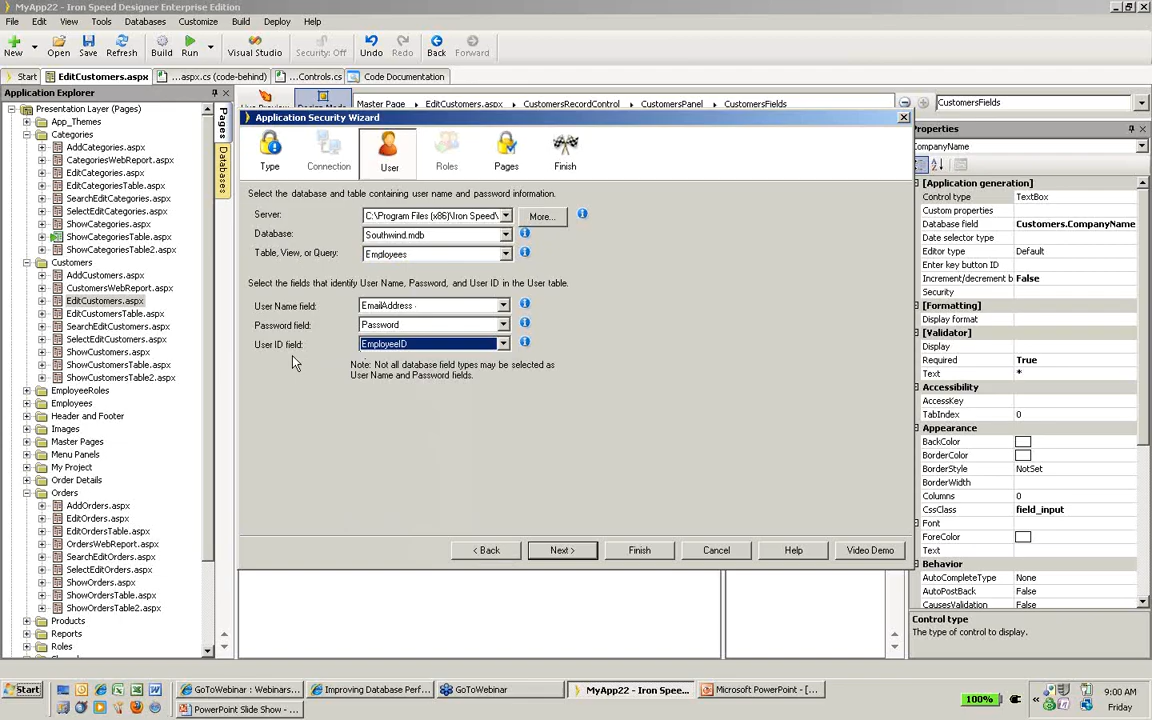 MyApp22 - Iron Speed Designer Enterprise Edition
File Edit View Tools Databases Customize Build Deployment Help
New Open Save Refresh Build Run Visual Studio Security: Off Undo Redo Back Forward
Start EditCustomers.aspx ...aspx.cs (code-behind) ...Controls.cs Code Documentation
Application Explorer
Presentation Layer (Pages)
App_Themes
Categories
AddCategories.aspx
CategoriesWebReport.aspx
EditCategories.aspx
EditCategoriesTable.aspx
SearchEditCategories.aspx
SelectEditCategories.aspx
ShowCategories.aspx
ShowCategoriesTable.aspx
ShowCategoriesTable2.aspx
Customers
AddCustomers.aspx
CustomersWebReport.aspx
EditCustomers.aspx
EditCustomersTable.aspx
SearchEditCustomers.aspx
SelectEditCustomers.aspx
ShowCustomers.aspx
ShowCustomersTable.aspx
ShowCustomersTable2.aspx
EmployeeRoles
Employees
Header and Footer
Images
Master Pages
Menu Panels
My Project
Order Details
Orders
AddOrders.aspx
EditOrders.aspx
EditOrdersTable.aspx
OrdersWebReport.aspx
SearchEditOrders.aspx
SelectEditOrders.aspx
ShowOrders.aspx
ShowOrdersTable.aspx
ShowOrdersTable2.aspx
Products
Reports
Roles
Pages
Databases
Master Page EditCustomers.aspx CustomersRecordControl CustomersPanel CustomersFields
Application Security Wizard
Type Connection User Roles Pages Finish
Select the database and table containing user name and password information.
Server: C:\Program Files (x86)\Iron Speed\ More...
Database: Southwind.mdb
Table, View, or Query: Employees
Select the fields that identify User Name, Password, and User ID in the User table.
User Name field: EmailAddress
Password field: Password
User ID field: EmployeeID
Note: Not all database field types may be selected as
User Name and Password fields.
< Back Next > Finish Cancel Help Video Demo
CustomersFields
Properties
CompanyName
[Application generation]
Control type TextBox
Custom properties
Database field Customers.CompanyName
Date selector type
Editor type Default
Enter key button ID
Increment/decrement b False
Security
[Formatting]
Display format
[Validator]
Display
Required True
Text *
Accessibility
AccessKey
TabIndex 0
Appearance
BackColor
BorderColor
BorderStyle NotSet
BorderWidth
Columns 0
CssClass field_input
Font
ForeColor
Text
Behavior
AutoCompleteType None
AutoPostBack False
CausesValidation False
Control type
The type of control to display.
Start GoToWebinar : Webinars... Improving Database Perf... GoToWebinar MyApp22 - Iron Spee... Microsoft PowerPoint - [...
PowerPoint Slide Show - ...
100%
9:00 AM
Friday